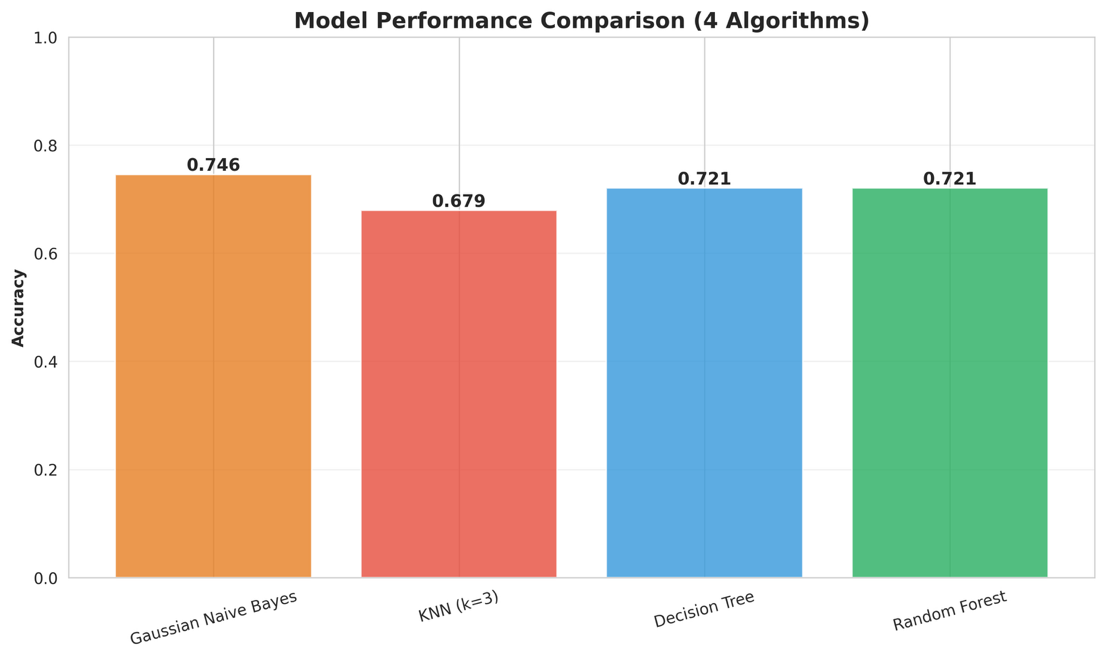 Model Performance Comparison (4 Algorithms)
1.0
0.8
0.6
0.4
0.2
0.0
Accuracy
0.746
0.679
0.721
0.721
Gaussian Naive Bayes
KNN (k=3)
Decision Tree
Random Forest